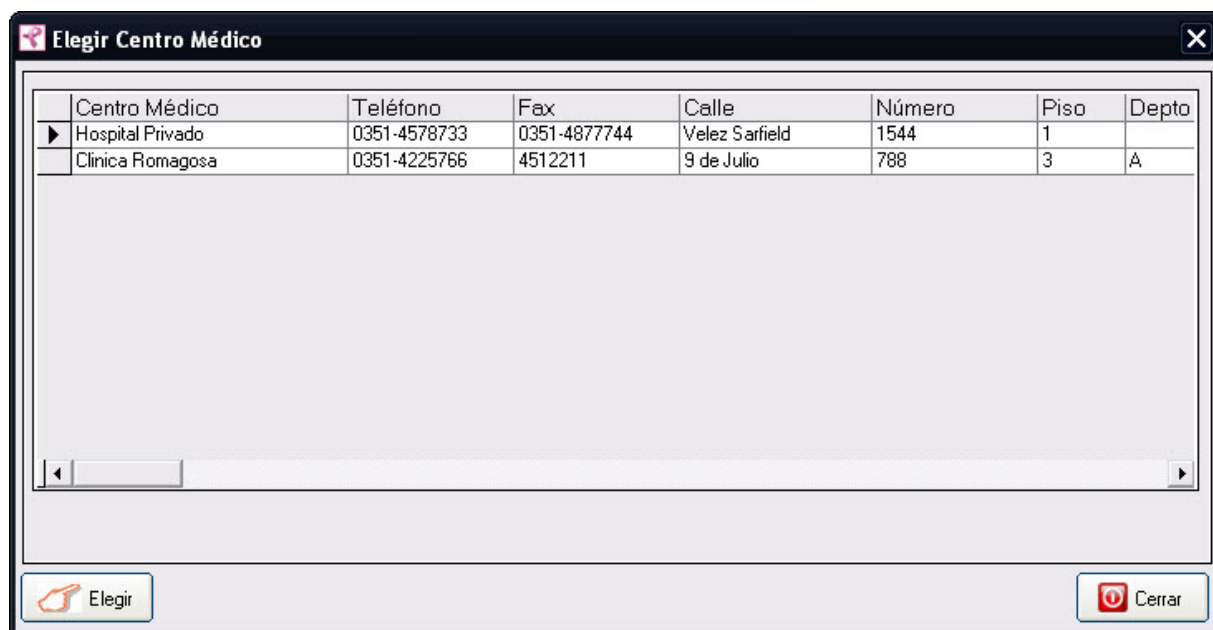 Elegir Centro Médico
Centro Médico Teléfono Fax Calle Número Piso Depto
Hospital Privado 0351-4578733 0351-4877744 Velez Sarfield 1544 1
Clinica Romagosa 0351-4225766 4512211 9 de Julio 788 3 A
Elegir Cerrar